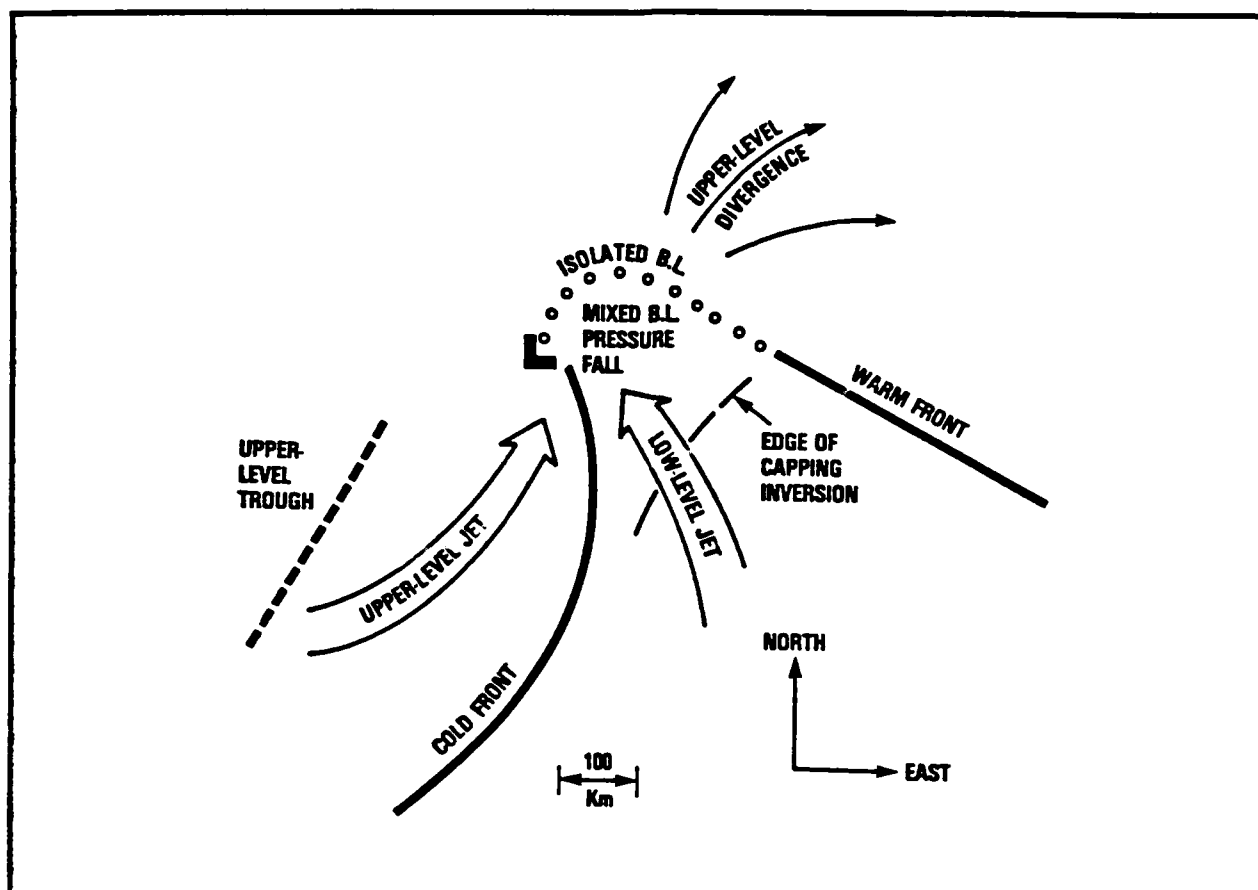 UPPER-LEVEL
DIVERGENCE
ISOLATED B.L.
MIXED B.L.
PRESSURE
FALL
L
WARM FRONT
UPPER-
LEVEL
TROUGH
LOW-LEVEL JET
EDGE OF
CAPPING
INVERSION
UPPER-LEVEL JET
COLD FRONT
NORTH
EAST
100
Km